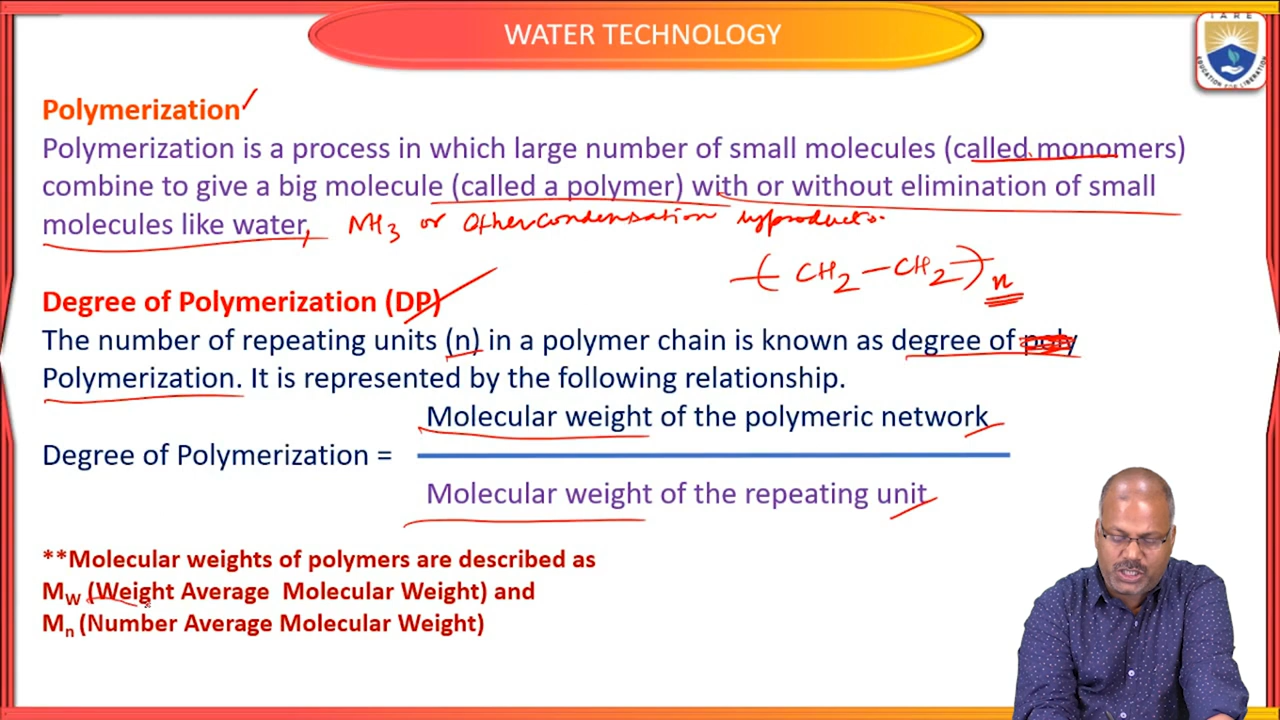 WATER TECHNOLOGY
IARE
EDUCATION FOR LIBERATION
Polymerization
Polymerization is a process in which large number of small molecules (called monomers)
combine to give a big molecule (called a polymer) with or without elimination of small
molecules like water, NH3 or Other condensation byproducts.
( CH2 - CH2 )n
Degree of Polymerization (DP)
The number of repeating units (n) in a polymer chain is known as degree of poly
Polymerization. It is represented by the following relationship.
Molecular weight of the polymeric network
Degree of Polymerization =
Molecular weight of the repeating unit
**Molecular weights of polymers are described as
MW (Weight Average Molecular Weight) and
Mn (Number Average Molecular Weight)